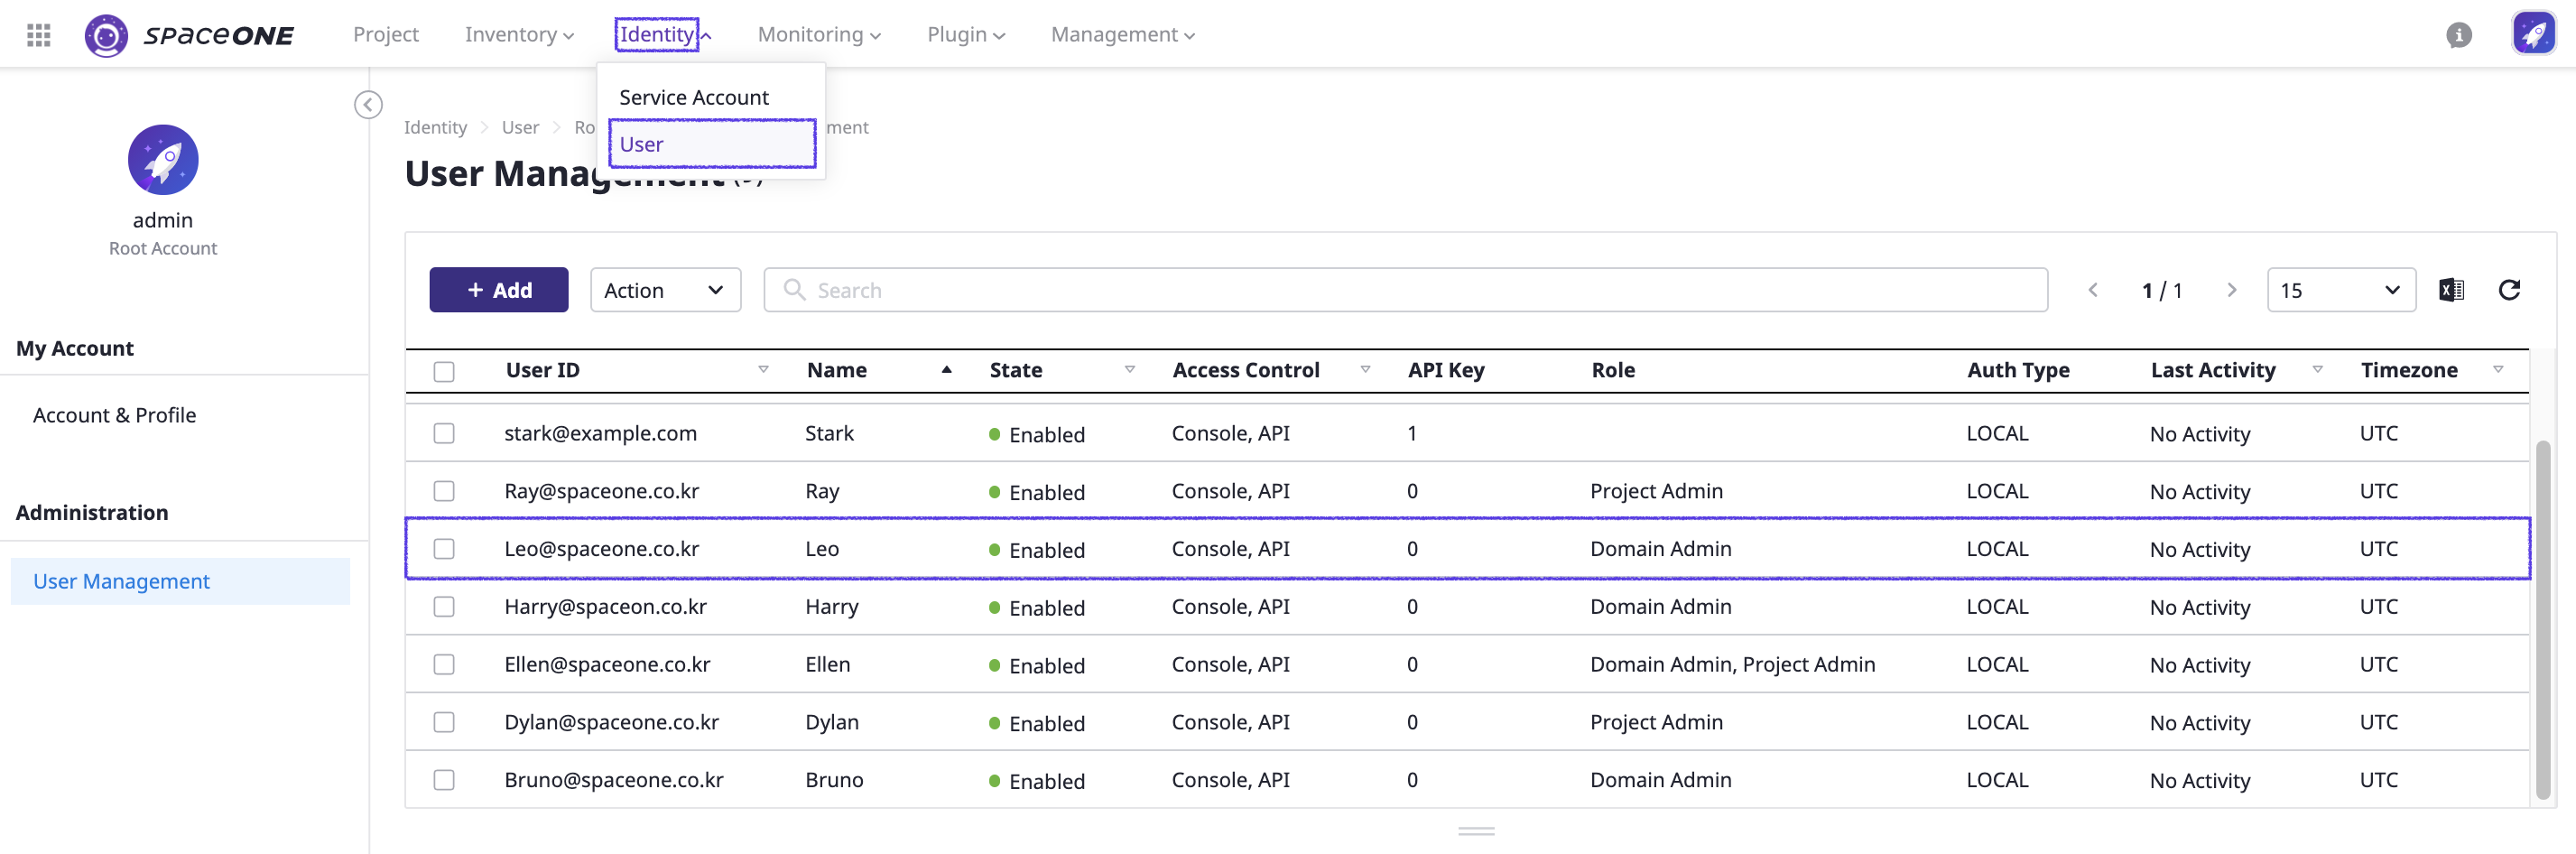 spaceONE Project Inventory Identity Monitoring Plugin Management
Service Account
User
admin
Root Account
My Account
Account & Profile
Administration
User Management
Identity > User >
User Management
+ Add Action Search 1 / 1 15
User ID Name State Access Control API Key Role Auth Type Last Activity Timezone
stark@example.com Stark Enabled Console, API 1 LOCAL No Activity UTC
Ray@spaceone.co.kr Ray Enabled Console, API 0 Project Admin LOCAL No Activity UTC
Leo@spaceone.co.kr Leo Enabled Console, API 0 Domain Admin LOCAL No Activity UTC
Harry@spaceon.co.kr Harry Enabled Console, API 0 Domain Admin LOCAL No Activity UTC
Ellen@spaceone.co.kr Ellen Enabled Console, API 0 Domain Admin, Project Admin LOCAL No Activity UTC
Dylan@spaceone.co.kr Dylan Enabled Console, API 0 Project Admin LOCAL No Activity UTC
Bruno@spaceone.co.kr Bruno Enabled Console, API 0 Domain Admin LOCAL No Activity UTC